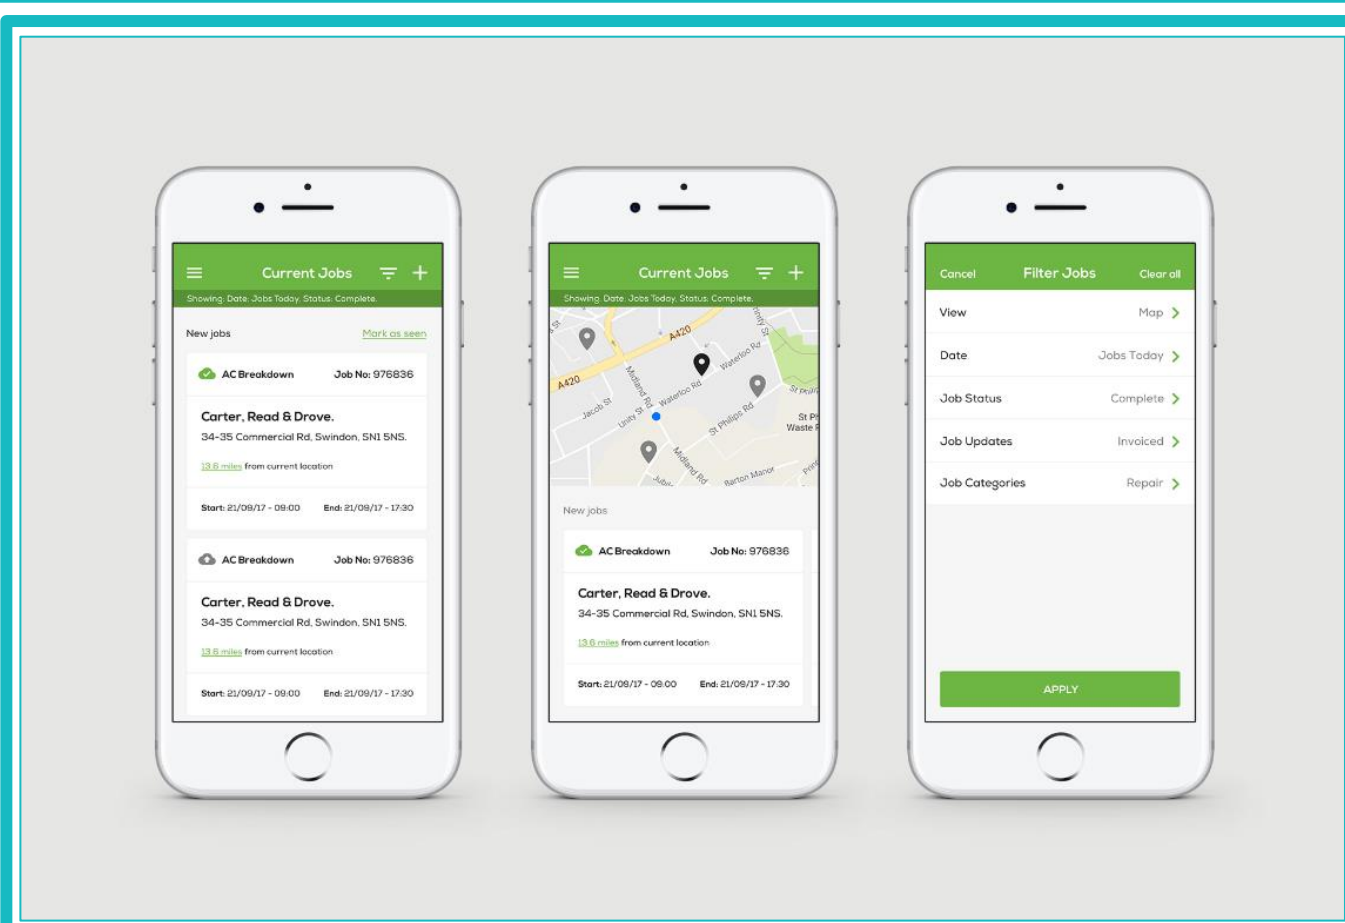 Current Jobs
Showing: Date: Jobs Today, Status: Complete.
New jobs Mark as seen
AC Breakdown Job No: 976836
Carter, Read & Drove.
34-35 Commercial Rd, Swindon, SN1 5NS.
13.6 miles from current location
Start: 21/09/17 - 09:00 End: 21/09/17 - 17:30
AC Breakdown Job No: 976836
Carter, Read & Drove.
34-35 Commercial Rd, Swindon, SN1 5NS.
13.6 miles from current location
Start: 21/09/17 - 09:00 End: 21/09/17 - 17:30
Current Jobs
Showing: Date: Jobs Today, Status: Complete.
A420
Waterloo Rd
A420
Midland Rd
Waterloo Rd
Jacob St
Unity St
St Philips Rd
St P
Waste
Midland Rd
Barton Manor
New jobs
AC Breakdown Job No: 976836
Carter, Read & Drove.
34-35 Commercial Rd, Swindon, SN1 5NS.
13.6 miles from current location
Start: 21/09/17 - 09:00 End: 21/09/17 - 17:30
Cancel Filter Jobs Clear all
View Map
Date Jobs Today
Job Status Complete
Job Updates Invoiced
Job Categories Repair
APPLY